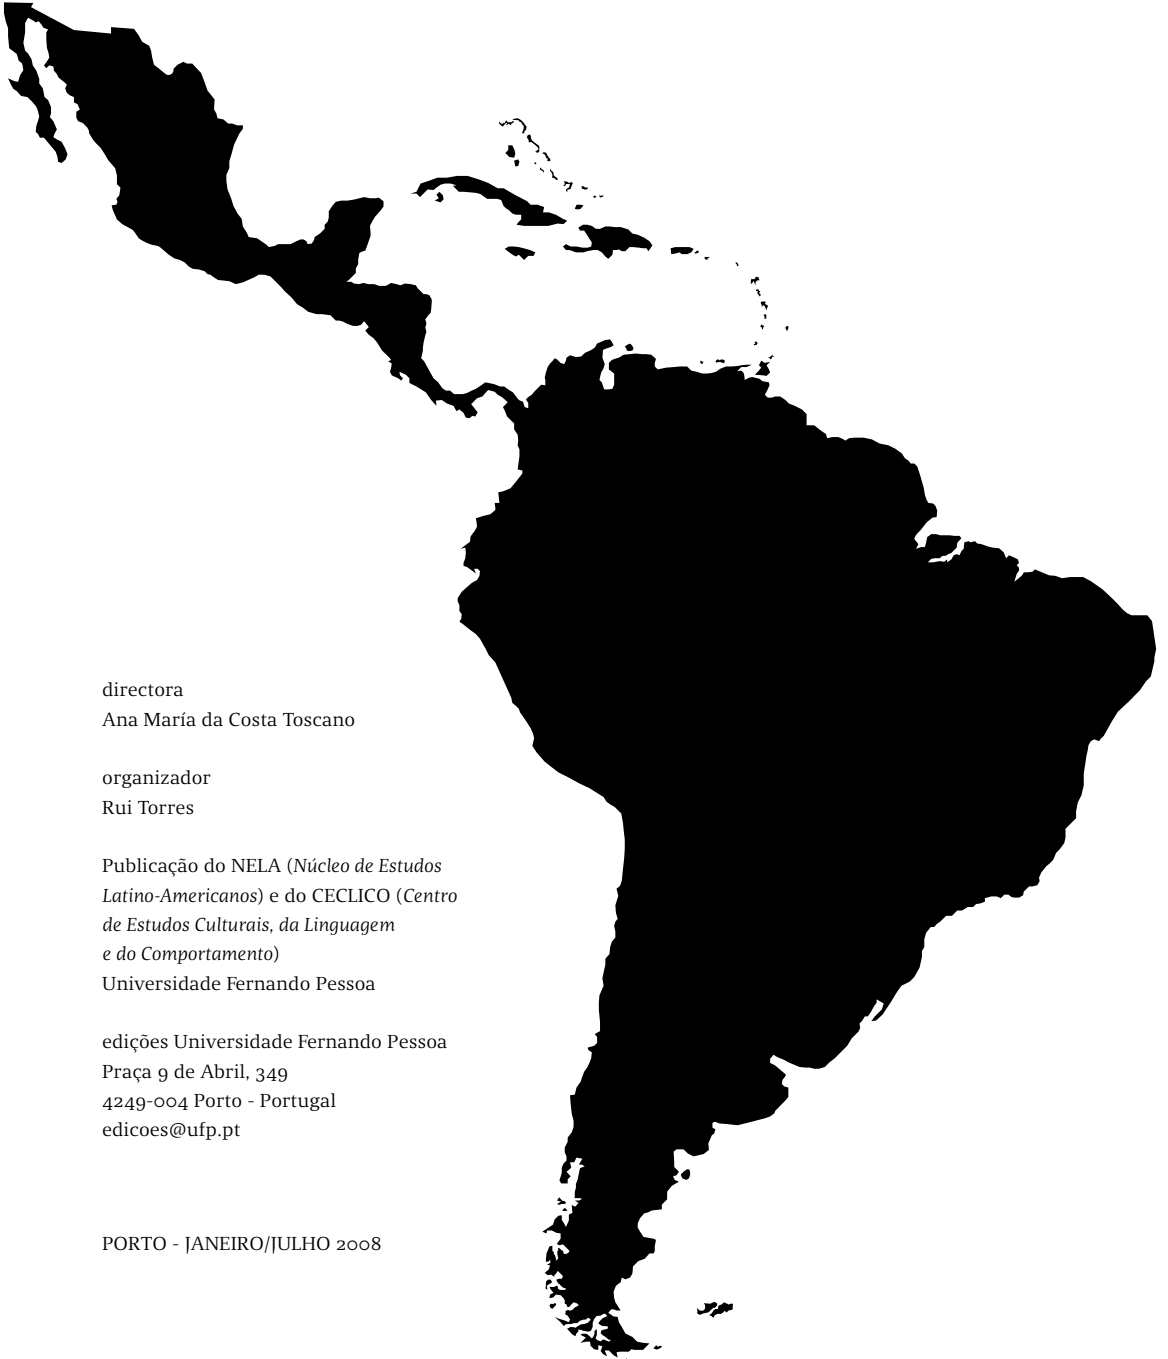 directora
Ana María da Costa Toscano
organizador
Rui Torres
Publicação do NELA (Núcleo de Estudos
Latino-Americanos) e do CECLICO (Centro
de Estudos Culturais, da Linguagem
e do Comportamento)
Universidade Fernando Pessoa
edições Universidade Fernando Pessoa
Praça 9 de Abril, 349
4249-004 Porto - Portugal
edicoes@ufp.pt
PORTO - JANEIRO/JULHO 2008